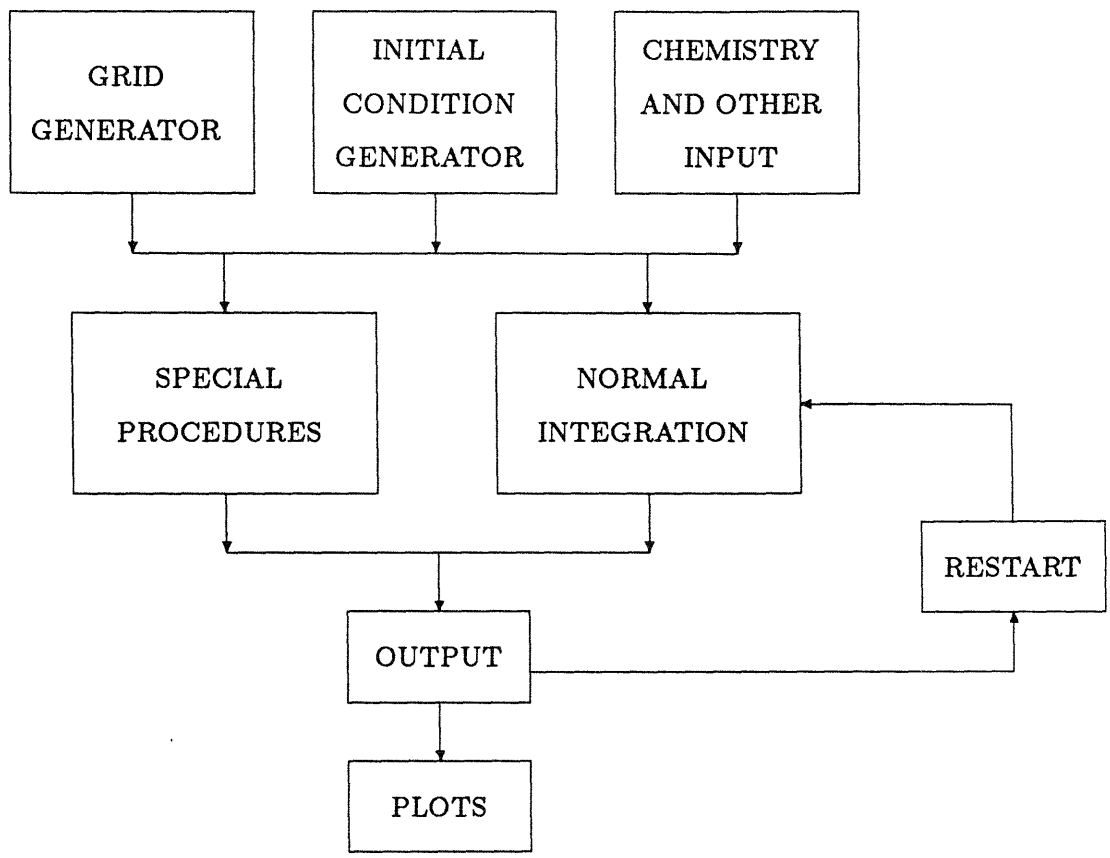 GRID
GENERATOR
INITIAL
CONDITION
GENERATOR
CHEMISTRY
AND OTHER
INPUT
SPECIAL
PROCEDURES
NORMAL
INTEGRATION
RESTART
OUTPUT
PLOTS